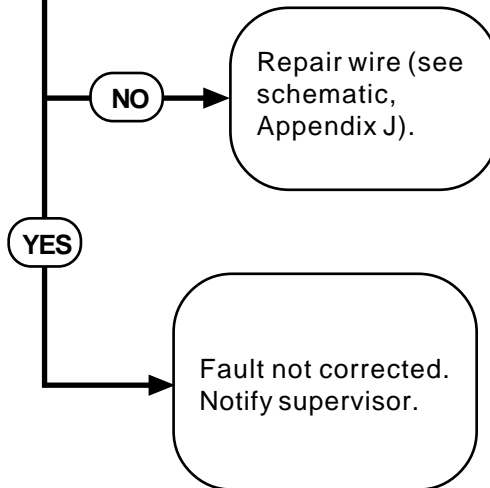 NO
Repair wire (see
schematic,
Appendix J).
YES
Fault not corrected.
Notify supervisor.